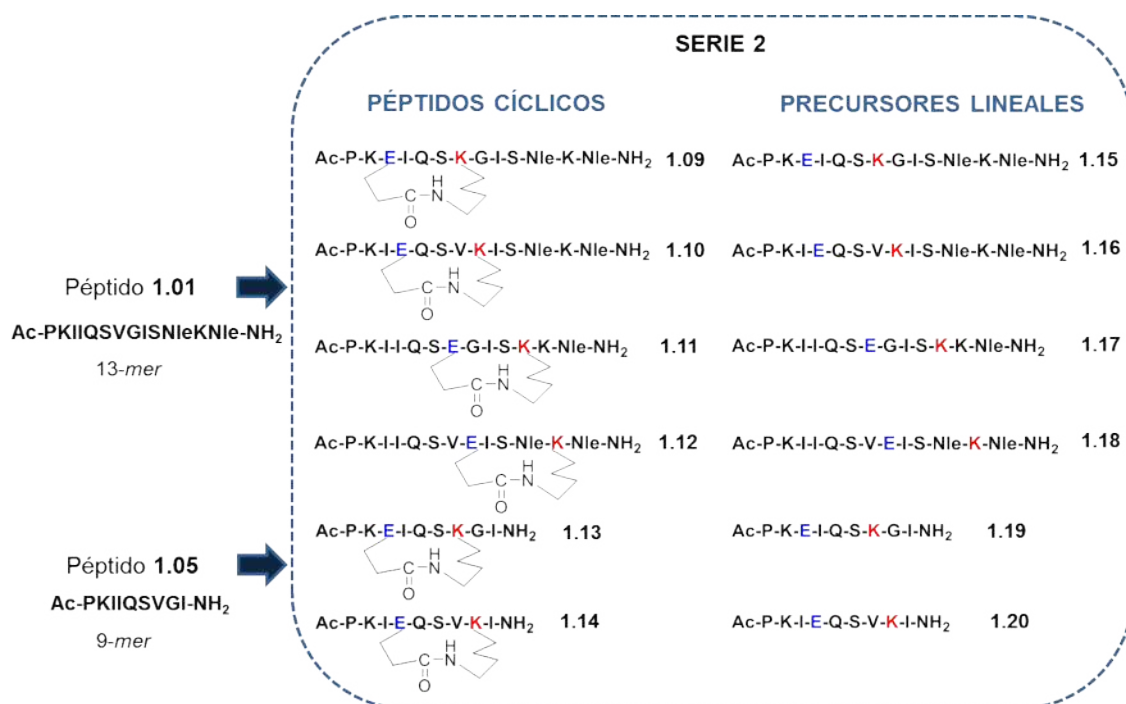 SERIE 2
PÉPTIDOS CÍCLICOS
PRECURSORES LINEALES
Ac-P-K-E-I-Q-S-K-G-I-S-Nle-K-Nle-NH2 1.09
H
C-N
O
Ac-P-K-E-I-Q-S-K-G-I-S-Nle-K-Nle-NH2 1.15
Ac-P-K-I-E-Q-S-V-K-I-S-Nle-K-Nle-NH2 1.10
H
C-N
O
Ac-P-K-I-E-Q-S-V-K-I-S-Nle-K-Nle-NH2 1.16
Péptido 1.01
Ac-PKIIQSVGISNleKNle-NH2
13-mer
Ac-P-K-I-I-Q-S-E-G-I-S-K-K-Nle-NH2 1.11
H
C-N
O
Ac-P-K-I-I-Q-S-E-G-I-S-K-K-Nle-NH2 1.17
Ac-P-K-I-I-Q-S-V-E-I-S-Nle-K-Nle-NH2 1.12
H
C-N
O
Ac-P-K-I-I-Q-S-V-E-I-S-Nle-K-Nle-NH2 1.18
Ac-P-K-E-I-Q-S-K-G-I-NH2 1.13
H
C-N
O
Ac-P-K-E-I-Q-S-K-G-I-NH2 1.19
Péptido 1.05
Ac-PKIIQSVGI-NH2
9-mer
Ac-P-K-I-E-Q-S-V-K-I-NH2 1.14
H
C-N
O
Ac-P-K-I-E-Q-S-V-K-I-NH2 1.20